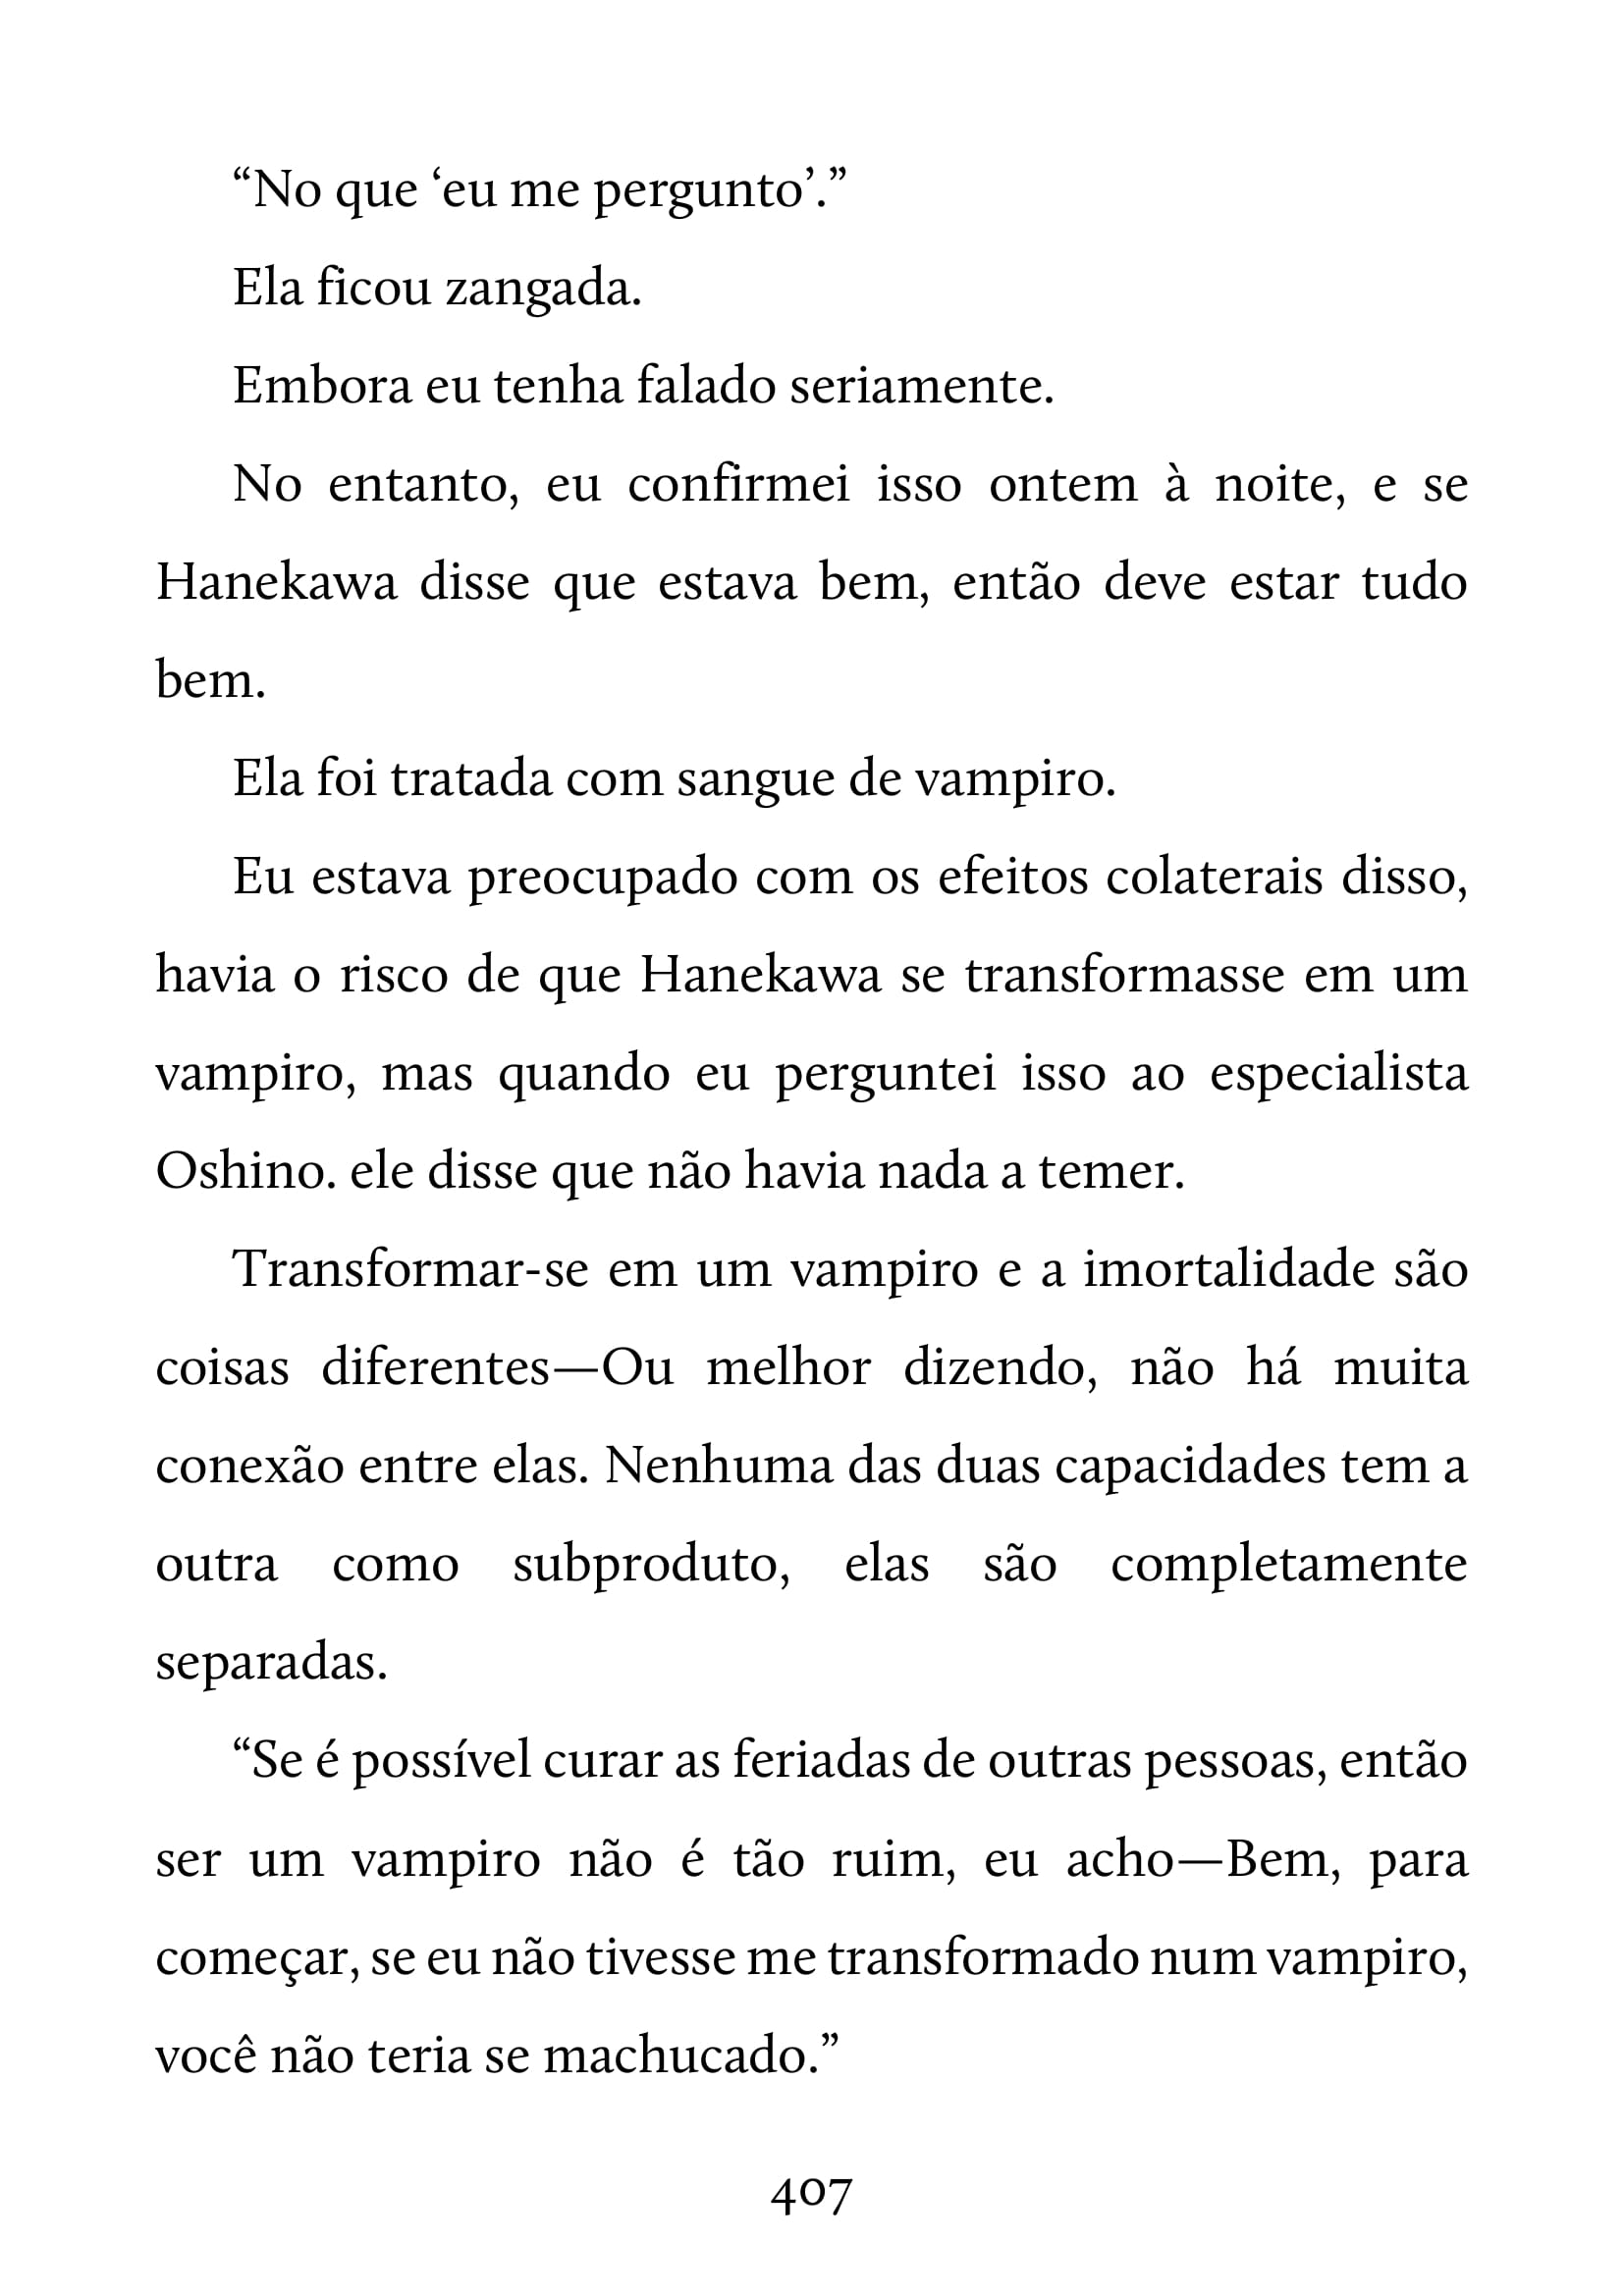 “No que ‘eu me pergunto’.”
Ela ficou zangada.
Embora eu tenha falado seriamente.
No entanto, eu confirmei isso ontem à noite, e se
Hanekawa disse que estava bem, então deve estar tudo
bem.
Ela foi tratada com sangue de vampiro.
Eu estava preocupado com os efeitos colaterais disso,
havia o risco de que Hanekawa se transformasse em um
vampiro, mas quando eu perguntei isso ao especialista
Oshino. ele disse que não havia nada a temer.
Transformar-se em um vampiro e a imortalidade são
coisas diferentes—Ou melhor dizendo, não há muita
conexão entre elas. Nenhuma das duas capacidades tem a
outra como subproduto, elas são completamente
separadas.
“Se é possível curar as feriadas de outras pessoas, então
ser um vampiro não é tão ruim, eu acho—Bem, para
começar, se eu não tivesse me transformado num vampiro,
você não teria se machucado.”
407